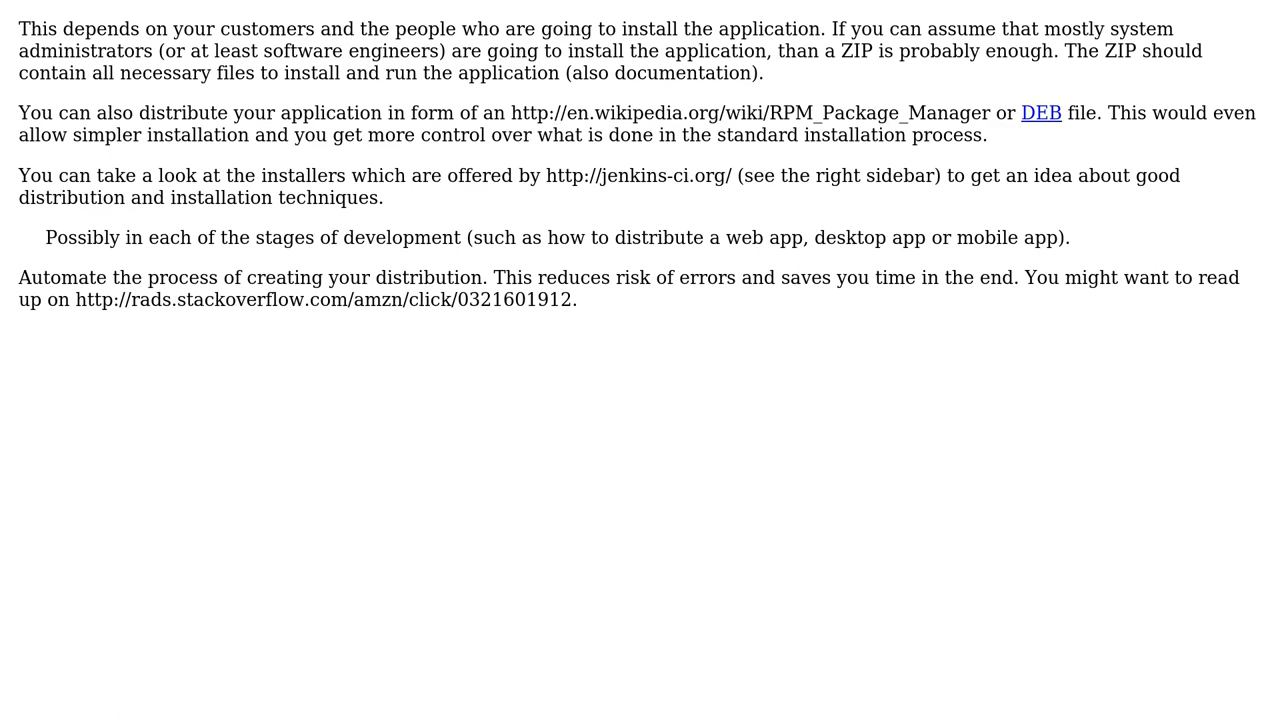 This depends on your customers and the people who are going to install the application. If you can assume that mostly system
administrators (or at least software engineers) are going to install the application, than a ZIP is probably enough. The ZIP should
contain all necessary files to install and run the application (also documentation).
You can also distribute your application in form of an http://en.wikipedia.org/wiki/RPM_Package_Manager or DEB file. This would even
allow simpler installation and you get more control over what is done in the standard installation process.
You can take a look at the installers which are offered by http://jenkins-ci.org/ (see the right sidebar) to get an idea about good
distribution and installation techniques.
Possibly in each of the stages of development (such as how to distribute a web app, desktop app or mobile app).
Automate the process of creating your distribution. This reduces risk of errors and saves you time in the end. You might want to read
up on http://rads.stackoverflow.com/amzn/click/0321601912.